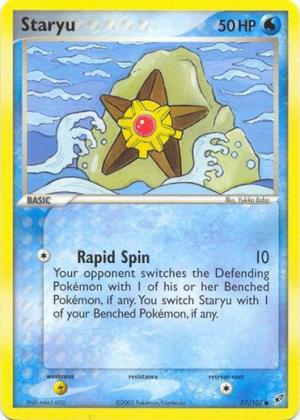 Staryu
50 HP
BASIC
Illus. Yukiko Baba
Rapid Spin 10
Your opponent switches the Defending
Pokémon with 1 of his or her Benched
Pokémon, if any. You switch Staryu with 1
of your Benched Pokémon, if any.
weakness resistance retreat cost
©2005 Pokémon/Nintendo
77/107